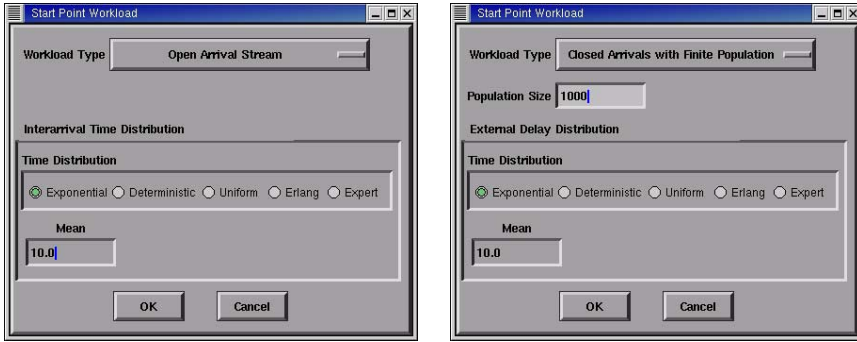 Start Point Workload
Workload Type Open Arrival Stream
Interarrival Time Distribution
Time Distribution
Exponential Deterministic Uniform Erlang Expert
Mean
10.0
OK Cancel
Start Point Workload
Workload Type Closed Arrivals with Finite Population
Population Size 1000
External Delay Distribution
Time Distribution
Exponential Deterministic Uniform Erlang Expert
Mean
10.0
OK Cancel